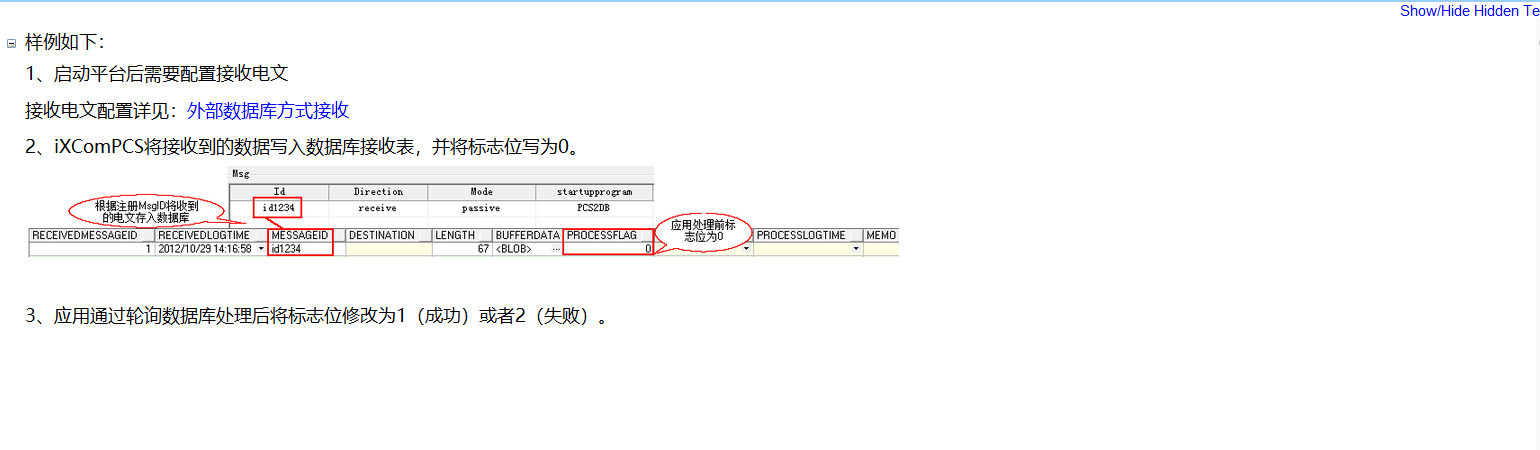 Show/Hide Hidden Te
样例如下：
1、启动平台后需要配置接收电文
接收电文配置详见：外部数据库方式接收
2、iXComPCS将接收到的数据写入数据库接收表，并将标志位写为0。
Msg
Id Direction Mode startupprogram
id1234 receive passive PCS2DB
根据注册MsgID将收到
的电文存入数据库
应用处理前标
志位为0
RECEIVEDMESSAGEID RECEIVEDLOGTIME MESSAGEID DESTINATION LENGTH BUFFERDATA PROCESSFLAG PROCESSLOGTIME MEMO
1 2012/10/29 14:16:58 id1234 67 <BLOB> ... 0
3、应用通过轮询数据库处理后将标志位修改为1（成功）或者2（失败）。